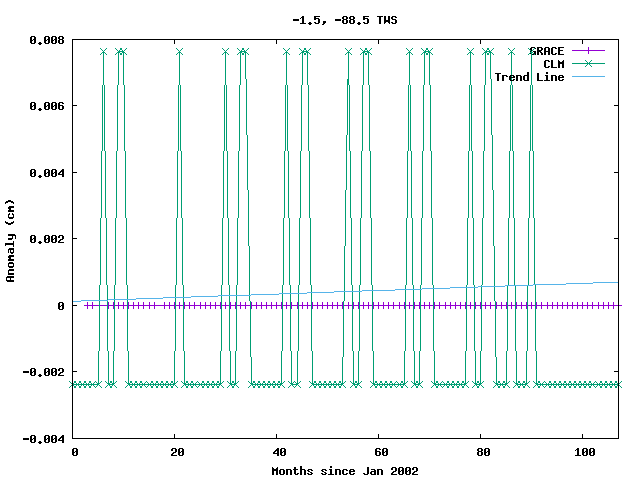 -1.5, -88.5 TWS
0.008
0.006
0.004
0.002
0
-0.002
-0.004
Anomaly (cm)
GRACE
CLM
Trend Line
0 20 40 60 80 100
Months since Jan 2002